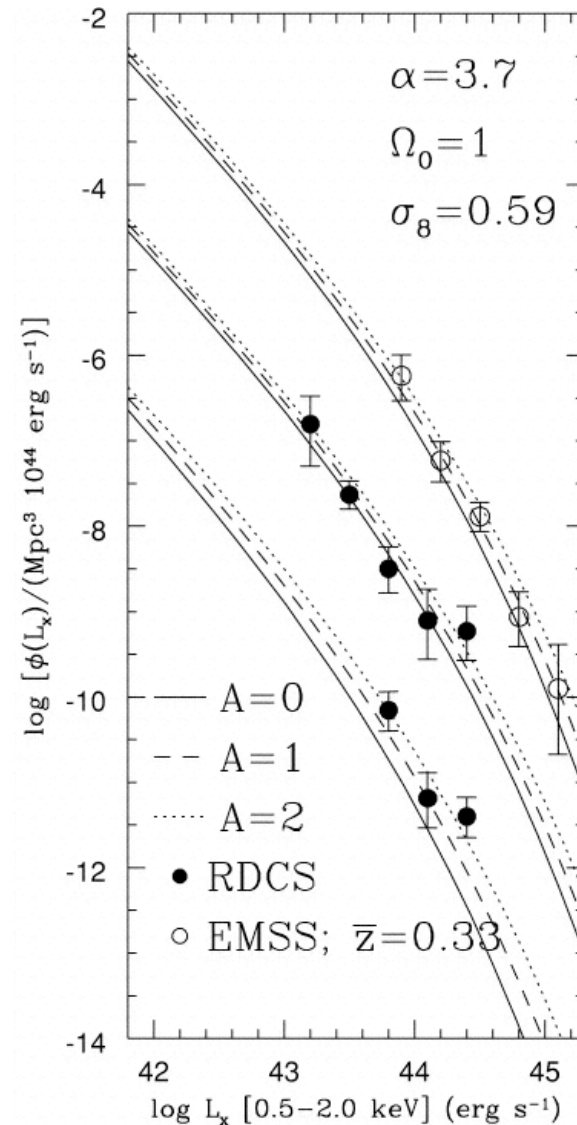 -2
α=3.7
Ω₀=1
σ₈=0.59
-4
-6
-8
-10
-12
-14
log [φ(Lₓ)/(Mpc³ 10⁴⁴ erg s⁻¹)]
A=0
A=1
A=2
RDCS
EMSS; z̅=0.33
42 43 44 45
log Lₓ [0.5−2.0 keV] (erg s⁻¹)